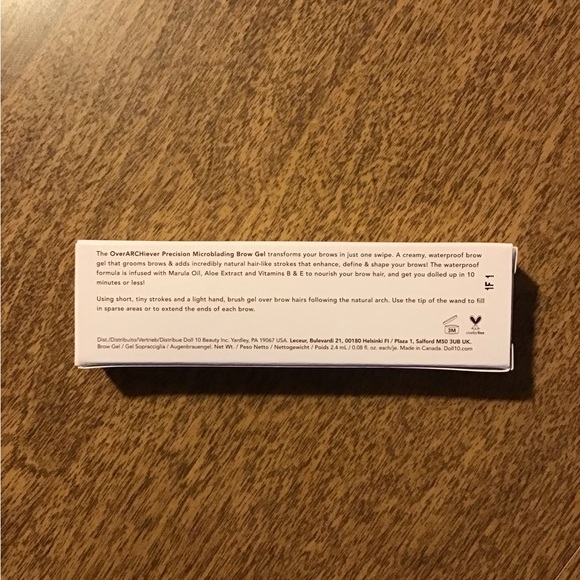 The OverARCHiever Precision Microblading Brow Gel transforms your brows in just one swipe. A creamy, waterproof brow
gel that grooms brows & adds incredibly natural hair-like strokes that enhance, define & shape your brows! The waterproof
formula is infused with Marula Oil, Aloe Extract and Vitamins B & E to nourish your brow hair, and get you dolled up in 10
minutes or less!
Using short, tiny strokes and a light hand, brush gel over brow hairs following the natural arch. Use the tip of the wand to fill
in sparse areas or to extend the ends of each brow.
3M
crueltyfree
Dist./Distributo/Vertrieb/Distribue Doll 10 Beauty Inc. Yardley, PA 19067 USA. Leceur, Bulevardi 21, 00180 Helsinki FI / Plaza 1, Salford M50 3UB UK.
Brow Gel / Gel Sopracciglia / Augenbrauengel. Net Wt. / Peso Netto / Nettogewicht / Poids 2.4 mL / 0.08 fl. oz. each/je. Made in Canada. Doll10.com
1F 1